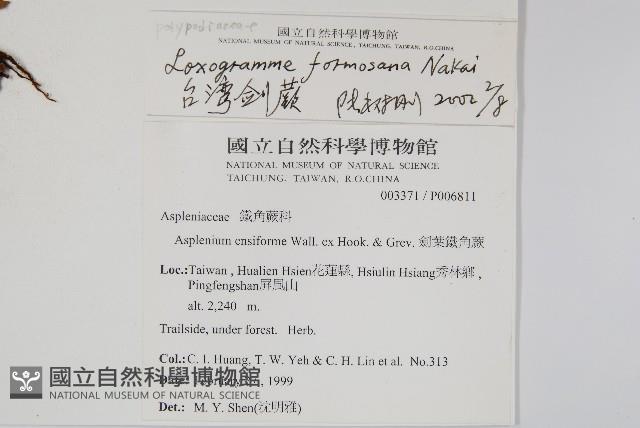 polypodiaceae
國立自然科學博物館
NATIONAL MUSEUM OF NATURAL SCIENCE, TAICHUNG, TAIWAN, R.O.CHINA
Loxogramme formosana Nakai
台灣劍蕨 2002 2/8
國立自然科學博物館
NATIONAL MUSEUM OF NATURAL SCIENCE
TAICHUNG, TAIWAN, R.O.CHINA
003371 / P006811
Aspleniaceae 鐵角蕨科
Asplenium ensiforme Wall. ex Hook. & Grev. 劍葉鐵角蕨
Loc.:Taiwan , Hualien Hsien花蓮縣, Hsiulin Hsiang秀林鄉 ,
Pingfengshan屏風山
alt. 2,240 m.
Trailside, under forest. Herb.
Col.:C. I. Huang, T. W. Yeh & C. H. Lin et al. No.313
Date: 1999
Det.: M. Y. Shen(沈明雅)
國立自然科學博物館
NATIONAL MUSEUM OF NATURAL SCIENCE